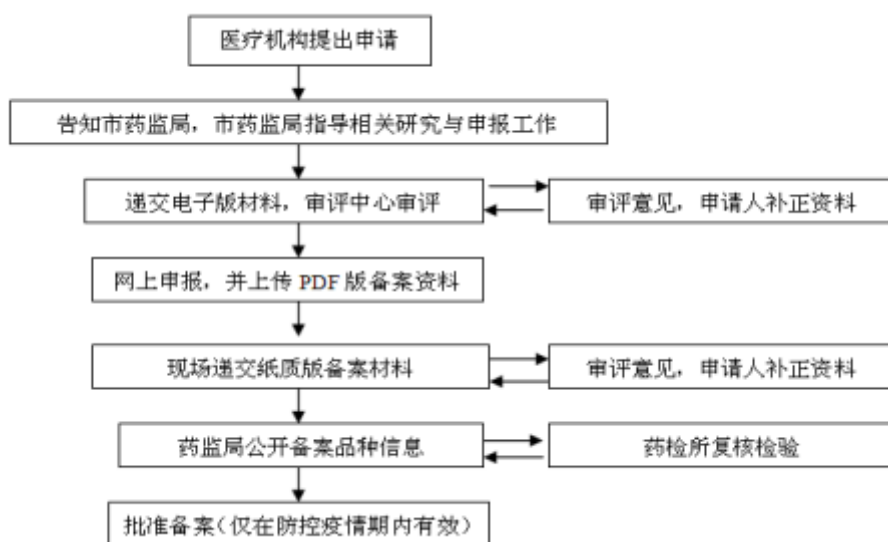 医疗机构提出申请
告知市药监局，市药监局指导相关研究与申报工作
递交电子版材料，审评中心审评
审评意见，申请人补正资料
网上申报，并上传 PDF 版备案资料
现场递交纸质版备案材料
审评意见，申请人补正资料
药监局公开备案品种信息
药检所复核检验
批准备案（仅在防控疫情期内有效）